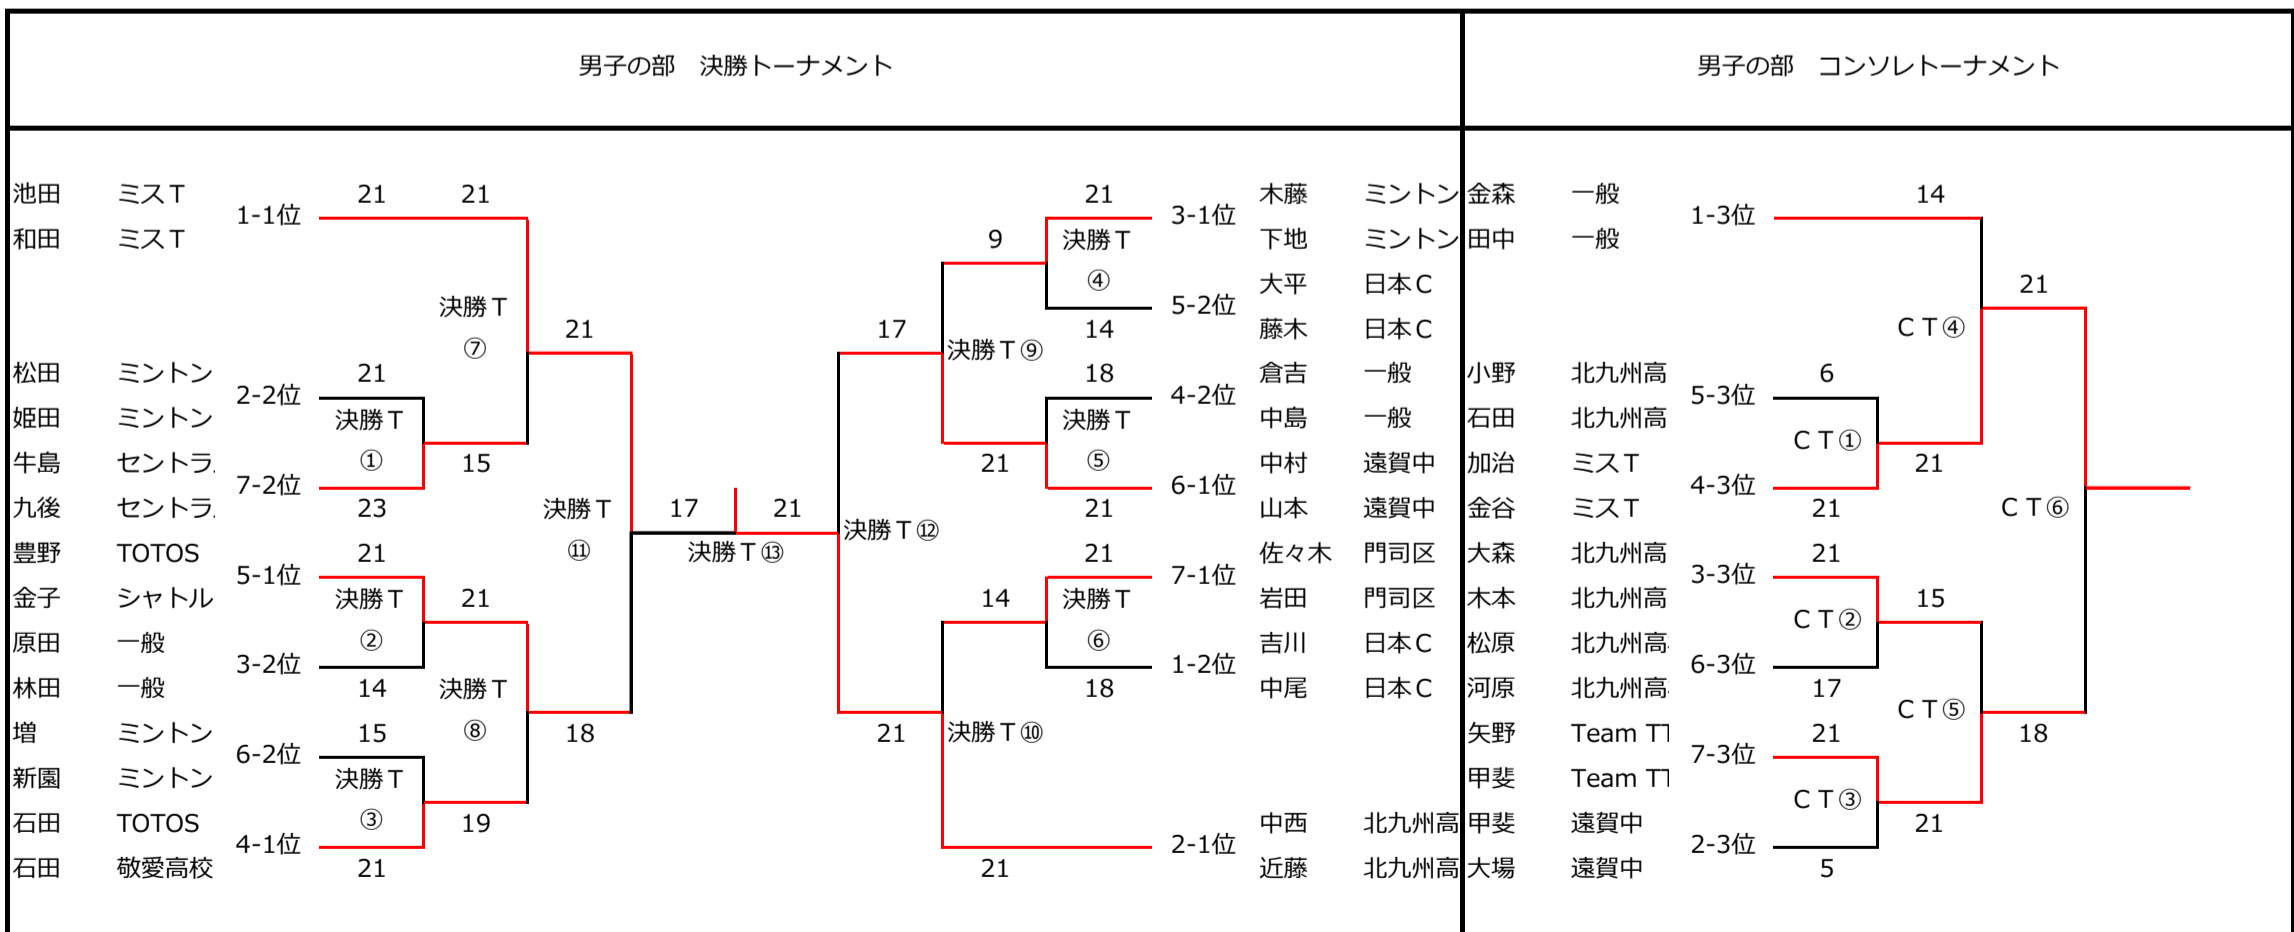 男子の部　決勝トーナメント
男子の部　コンソレトーナメント
池田 ミスＴ
和田 ミスＴ
1-1位
21 21
決勝Ｔ
⑦
21
松田 ミントン
姫田 ミントン
2-2位
21
決勝Ｔ
①
15
牛島 セントラ
九後 セントラ
7-2位
23
豊野 TOTOS
金子 シャトル
5-1位
21
決勝Ｔ
②
21
原田 一般
林田 一般
3-2位
14
決勝Ｔ
⑧
18
増 ミントン
新園 ミントン
6-2位
15
決勝Ｔ
③
19
石田 TOTOS
石田 敬愛高校
4-1位
21
決勝Ｔ
⑪
17 21
決勝Ｔ⑬
決勝Ｔ⑫
17
21
木藤 ミントン
下地 ミントン
3-1位
21
9
決勝Ｔ
④
大平 日本Ｃ
藤木 日本Ｃ
5-2位
14
決勝Ｔ⑨
倉吉 一般
中島 一般
4-2位
18
決勝Ｔ
⑤
21
中村 遠賀中
山本 遠賀中
6-1位
21
佐々木 門司区
岩田 門司区
7-1位
21
14
決勝Ｔ
⑥
吉川 日本Ｃ
中尾 日本Ｃ
1-2位
18
決勝Ｔ⑩
中西 北九州高
近藤 北九州高
2-1位
21
金森 一般
田中 一般
1-3位
14
21
ＣＴ④
小野 北九州高
石田 北九州高
5-3位
6
ＣＴ①
21
加治 ミスＴ
金谷 ミスＴ
4-3位
21
ＣＴ⑥
大森 北九州高
木本 北九州高
3-3位
21
ＣＴ②
15
松原 北九州高
河原 北九州高
6-3位
17
ＣＴ⑤
18
矢野 Team T
甲斐 Team T
7-3位
21
ＣＴ③
21
甲斐 遠賀中
大場 遠賀中
2-3位
5